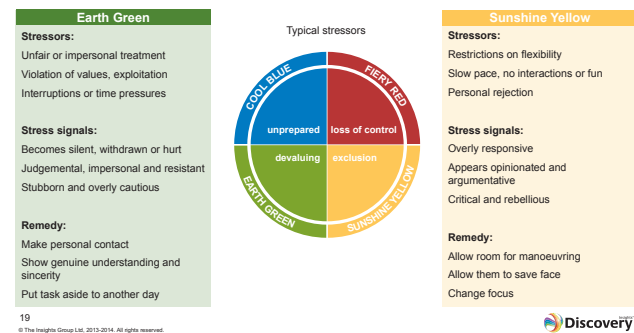 Earth Green
Stressors:
Unfair or impersonal treatment
Violation of values, exploitation
Interruptions or time pressures
Stress signals:
Becomes silent, withdrawn or hurt
Judgemental, impersonal and resistant
Stubborn and overly cautious
Remedy:
Make personal contact
Show genuine understanding and
sincerity
Put task aside to another day
Typical stressors
COOL BLUE
FIERY RED
unprepared
loss of control
devaluing
exclusion
EARTH GREEN
SUNSHINE YELLOW
Sunshine Yellow
Stressors:
Restrictions on flexibility
Slow pace, no interactions or fun
Personal rejection
Stress signals:
Overly responsive
Appears opinionated and
argumentative
Critical and rebellious
Remedy:
Allow room for manoeuvring
Allow them to save face
Change focus
19
© The Insights Group Ltd, 2013-2014. All rights reserved.
Insights
Discovery